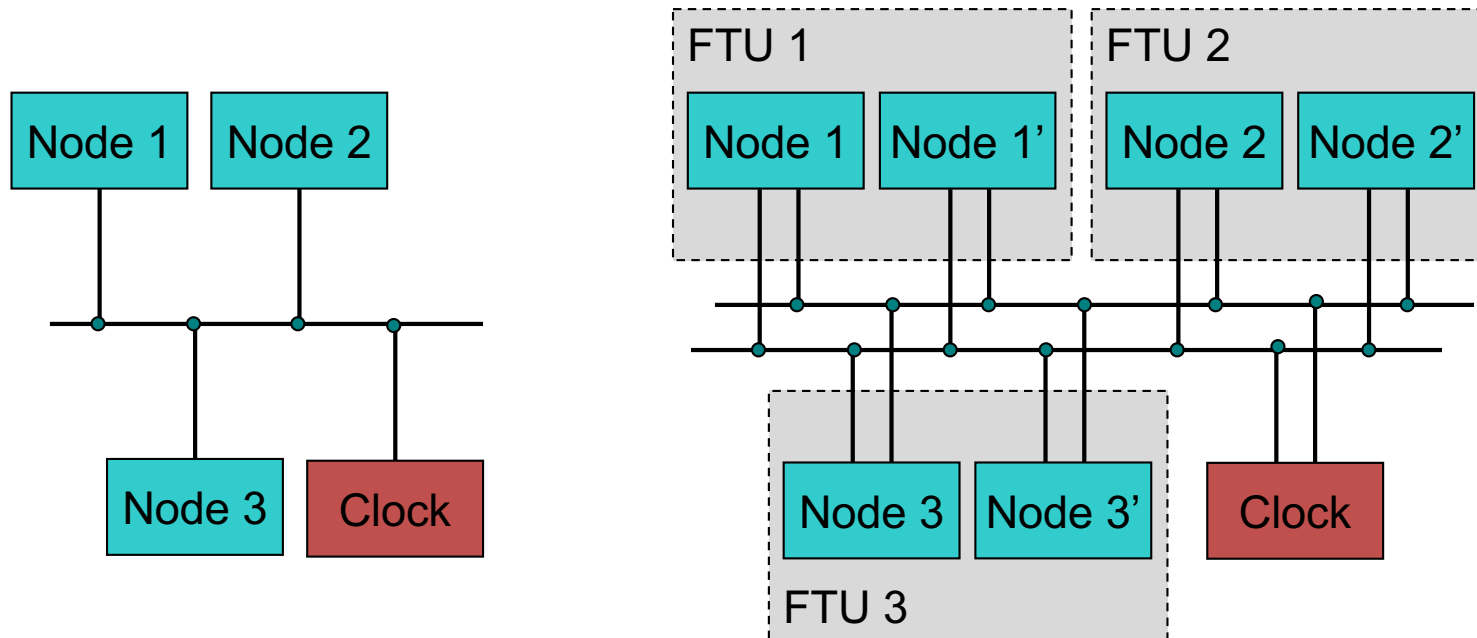 Node 1
Node 2
Node 3
Clock
FTU 1
Node 1
Node 1’
FTU 2
Node 2
Node 2’
Node 3
Node 3’
FTU 3
Clock